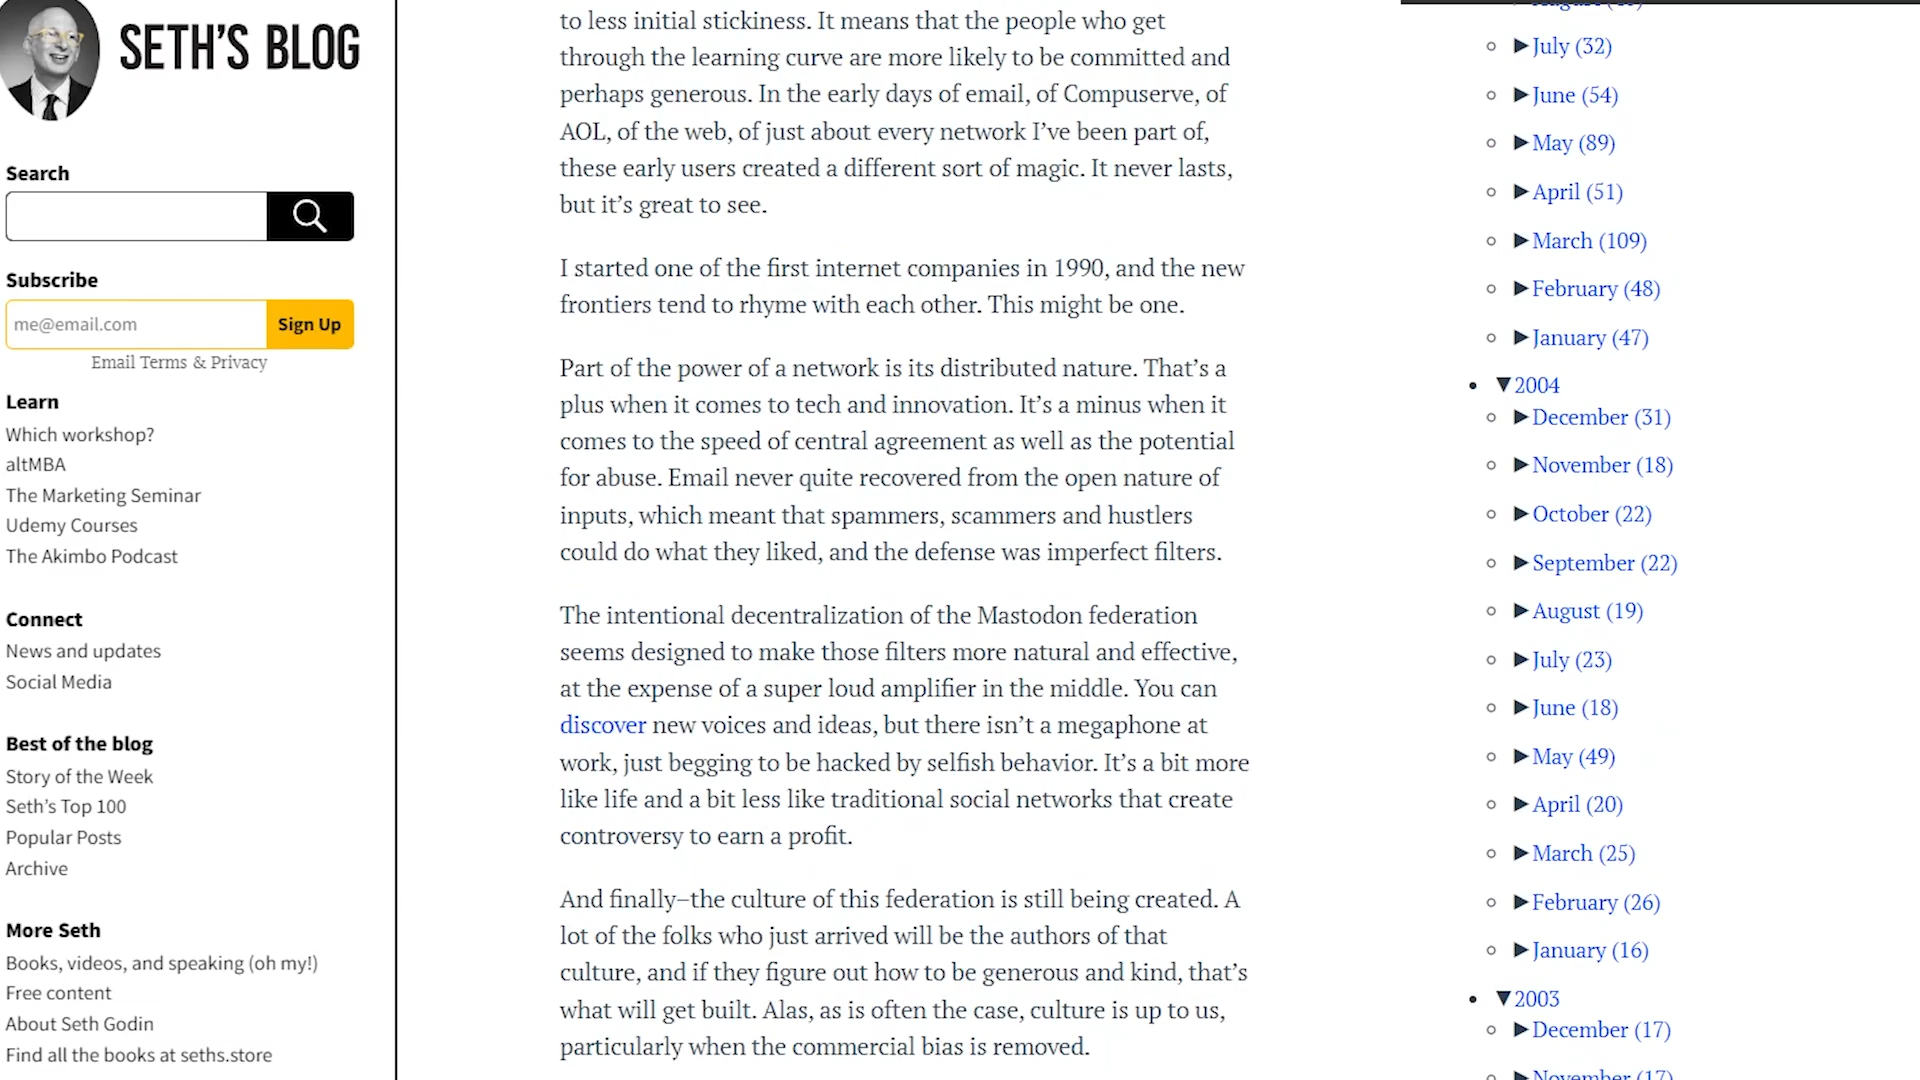 SETH'S BLOG
Search
Subscribe
me@email.com
Sign Up
Email Terms & Privacy
Learn
Which workshop?
altMBA
The Marketing Seminar
Udemy Courses
The Akimbo Podcast
Connect
News and updates
Social Media
Best of the blog
Story of the Week
Seth's Top 100
Popular Posts
Archive
More Seth
Books, videos, and speaking (oh my!)
Free content
About Seth Godin
Find all the books at seths.store
to less initial stickiness. It means that the people who get
through the learning curve are more likely to be committed and
perhaps generous. In the early days of email, of Compuserve, of
AOL, of the web, of just about every network I've been part of,
these early users created a different sort of magic. It never lasts,
but it's great to see.
I started one of the first internet companies in 1990, and the new
frontiers tend to rhyme with each other. This might be one.
Part of the power of a network is its distributed nature. That's a
plus when it comes to tech and innovation. It's a minus when it
comes to the speed of central agreement as well as the potential
for abuse. Email never quite recovered from the open nature of
inputs, which meant that spammers, scammers and hustlers
could do what they liked, and the defense was imperfect filters.
The intentional decentralization of the Mastodon federation
seems designed to make those filters more natural and effective,
at the expense of a super loud amplifier in the middle. You can
discover new voices and ideas, but there isn't a megaphone at
work, just begging to be hacked by selfish behavior. It's a bit more
like life and a bit less like traditional social networks that create
controversy to earn a profit.
And finally–the culture of this federation is still being created. A
lot of the folks who just arrived will be the authors of that
culture, and if they figure out how to be generous and kind, that's
what will get built. Alas, as is often the case, culture is up to us,
particularly when the commercial bias is removed.
►July (32)
►June (54)
►May (89)
►April (51)
►March (109)
►February (48)
►January (47)
▼2004
►December (31)
►November (18)
►October (22)
►September (22)
►August (19)
►July (23)
►June (18)
►May (49)
►April (20)
►March (25)
►February (26)
►January (16)
▼2003
►December (17)
►November (17)